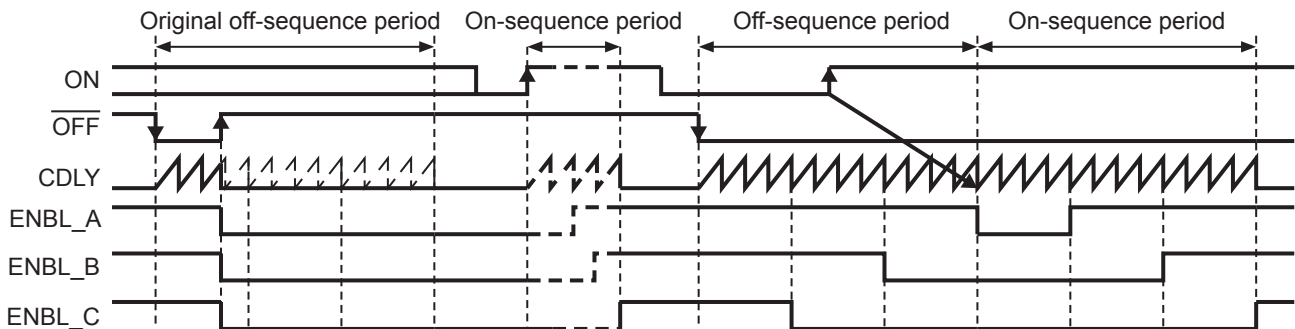 Original off-sequence period On-sequence period Off-sequence period On-sequence period
ON
OFF
CDLY
ENBL_A
ENBL_B
ENBL_C